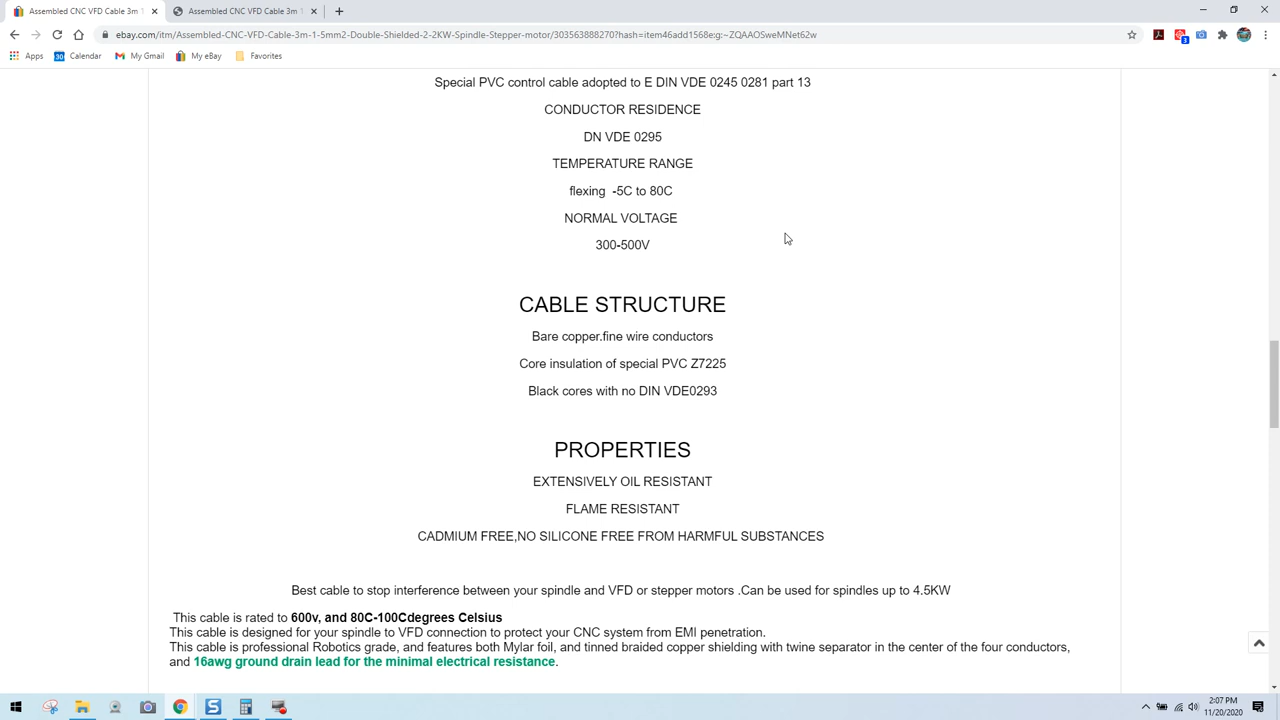 Assembled CNC VFD Cable 3m 1
Assembled CNC VFD Cable 3m 1
ebay.com/itm/Assembled-CNC-VFD-Cable-3m-1-5mm2-Double-Shielded-2-2KW-Spindle-Stepper-motor/303563888270?hash=item46add1568e:g:~ZQAAOSweMNet62w
3
Apps
30
Calendar
My Gmail
My eBay
Favorites
Special PVC control cable adopted to E DIN VDE 0245 0281 part 13
CONDUCTOR RESIDENCE
DN VDE 0295
TEMPERATURE RANGE
flexing -5C to 80C
NORMAL VOLTAGE
300-500V
CABLE STRUCTURE
Bare copper.fine wire conductors
Core insulation of special PVC Z7225
Black cores with no DIN VDE0293
PROPERTIES
EXTENSIVELY OIL RESISTANT
FLAME RESISTANT
CADMIUM FREE,NO SILICONE FREE FROM HARMFUL SUBSTANCES
Best cable to stop interference between your spindle and VFD or stepper motors .Can be used for spindles up to 4.5KW
This cable is rated to 600v, and 80C-100Cdegrees Celsius
This cable is designed for your spindle to VFD connection to protect your CNC system from EMI penetration.
This cable is professional Robotics grade, and features both Mylar foil, and tinned braided copper shielding with twine separator in the center of the four conductors,
and 16awg ground drain lead for the minimal electrical resistance.
2:07 PM
11/20/2020